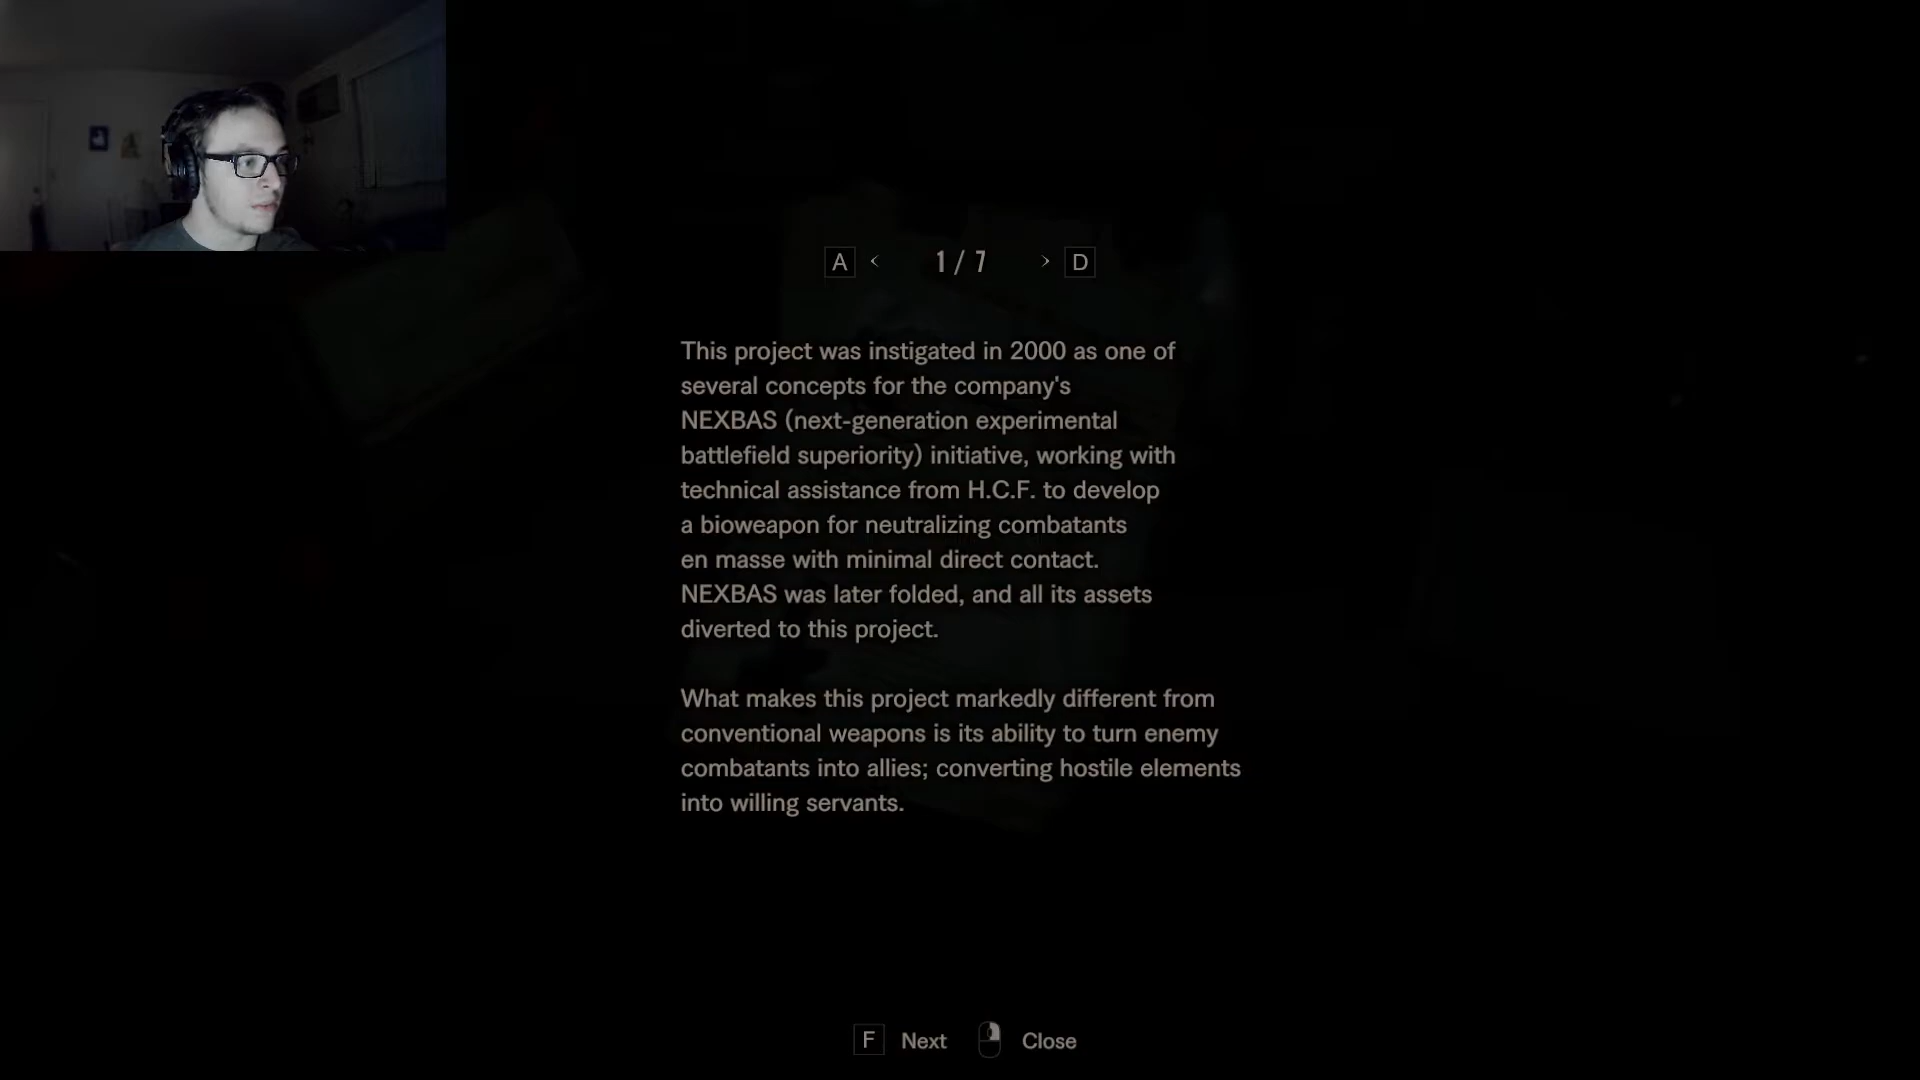 A < 1 / 7 > D
This project was instigated in 2000 as one of
several concepts for the company's
NEXBAS (next-generation experimental
battlefield superiority) initiative, working with
technical assistance from H.C.F. to develop
a bioweapon for neutralizing combatants
en masse with minimal direct contact.
NEXBAS was later folded, and all its assets
diverted to this project.
What makes this project markedly different from
conventional weapons is its ability to turn enemy
combatants into allies; converting hostile elements
into willing servants.
F Next Close